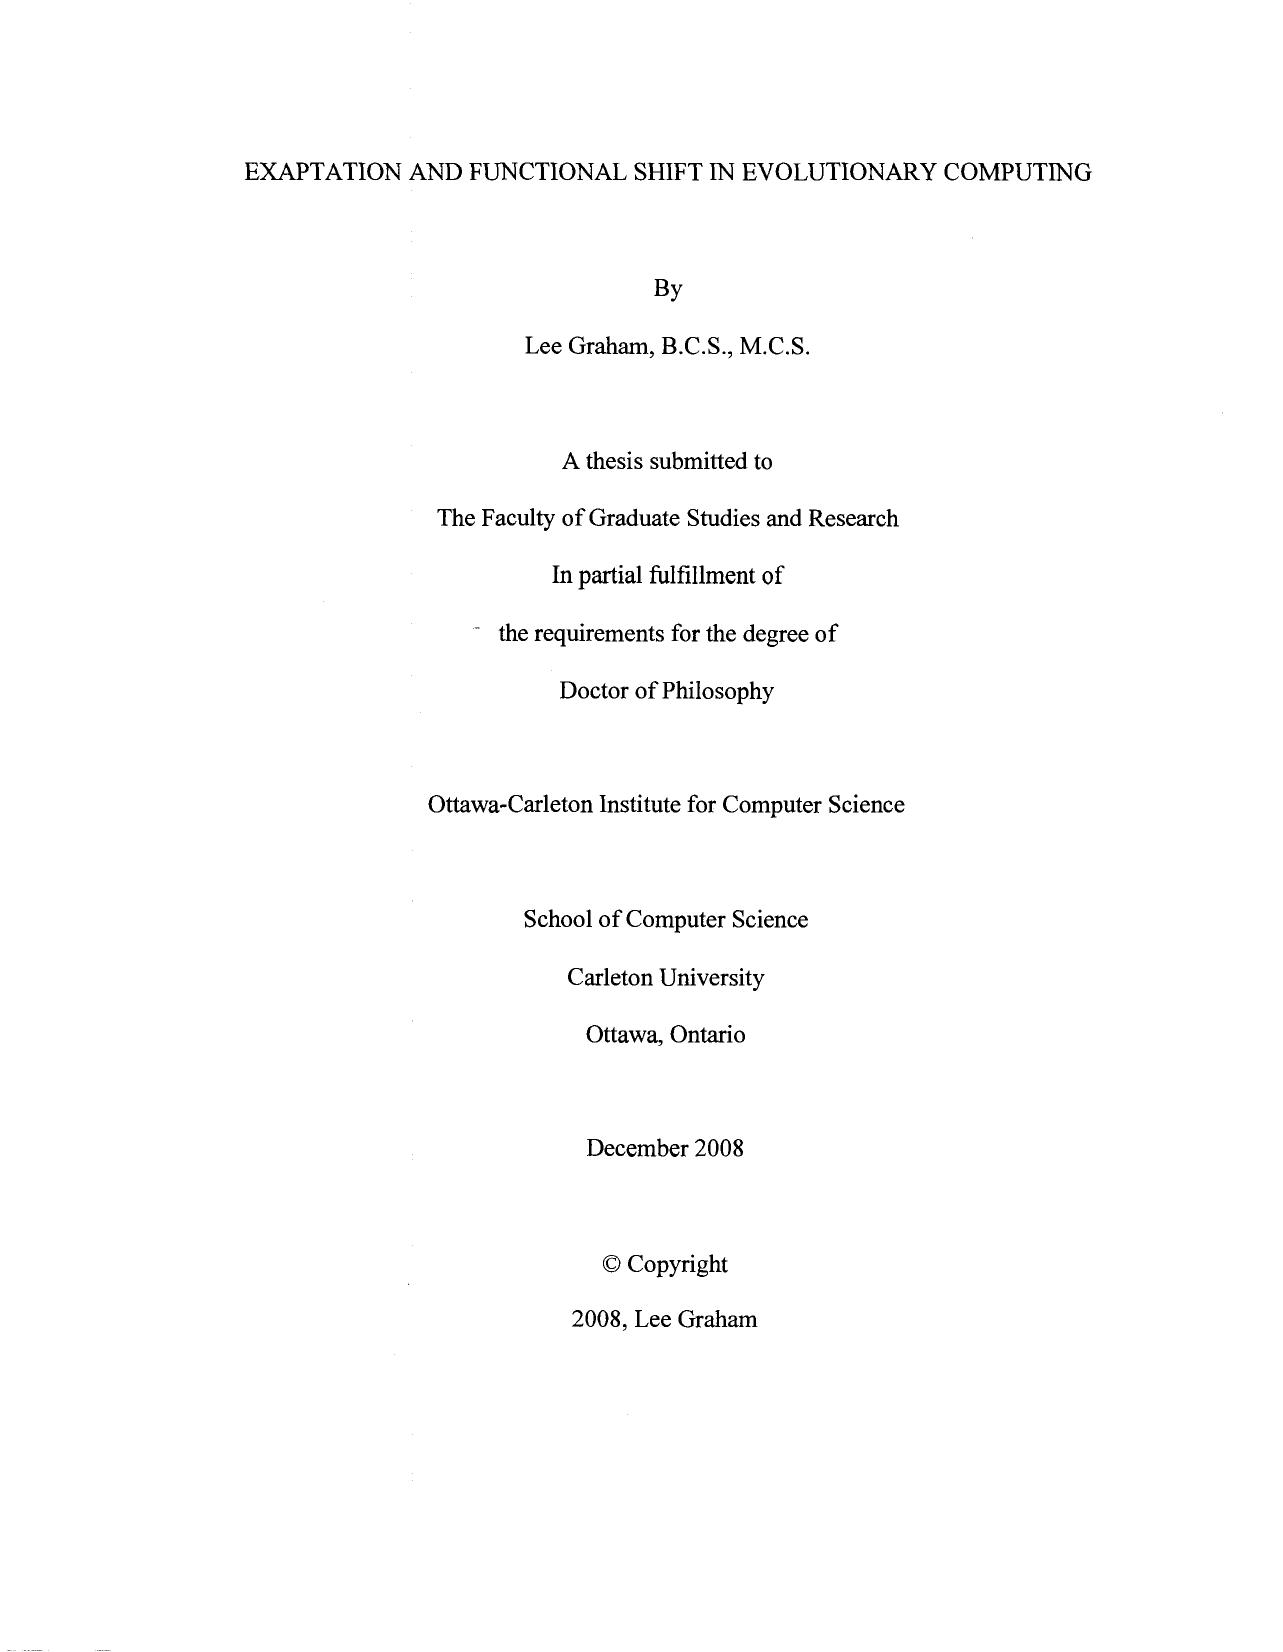 EXAPTATION AND FUNCTIONAL SHIFT IN EVOLUTIONARY COMPUTING
By
Lee Graham, B.C.S., M.C.S.
A thesis submitted to
The Faculty of Graduate Studies and Research
In partial fulfillment of
the requirements for the degree of
Doctor of Philosophy
Ottawa-Carleton Institute for Computer Science
School of Computer Science
Carleton University
Ottawa, Ontario
December 2008
© Copyright
2008, Lee Graham